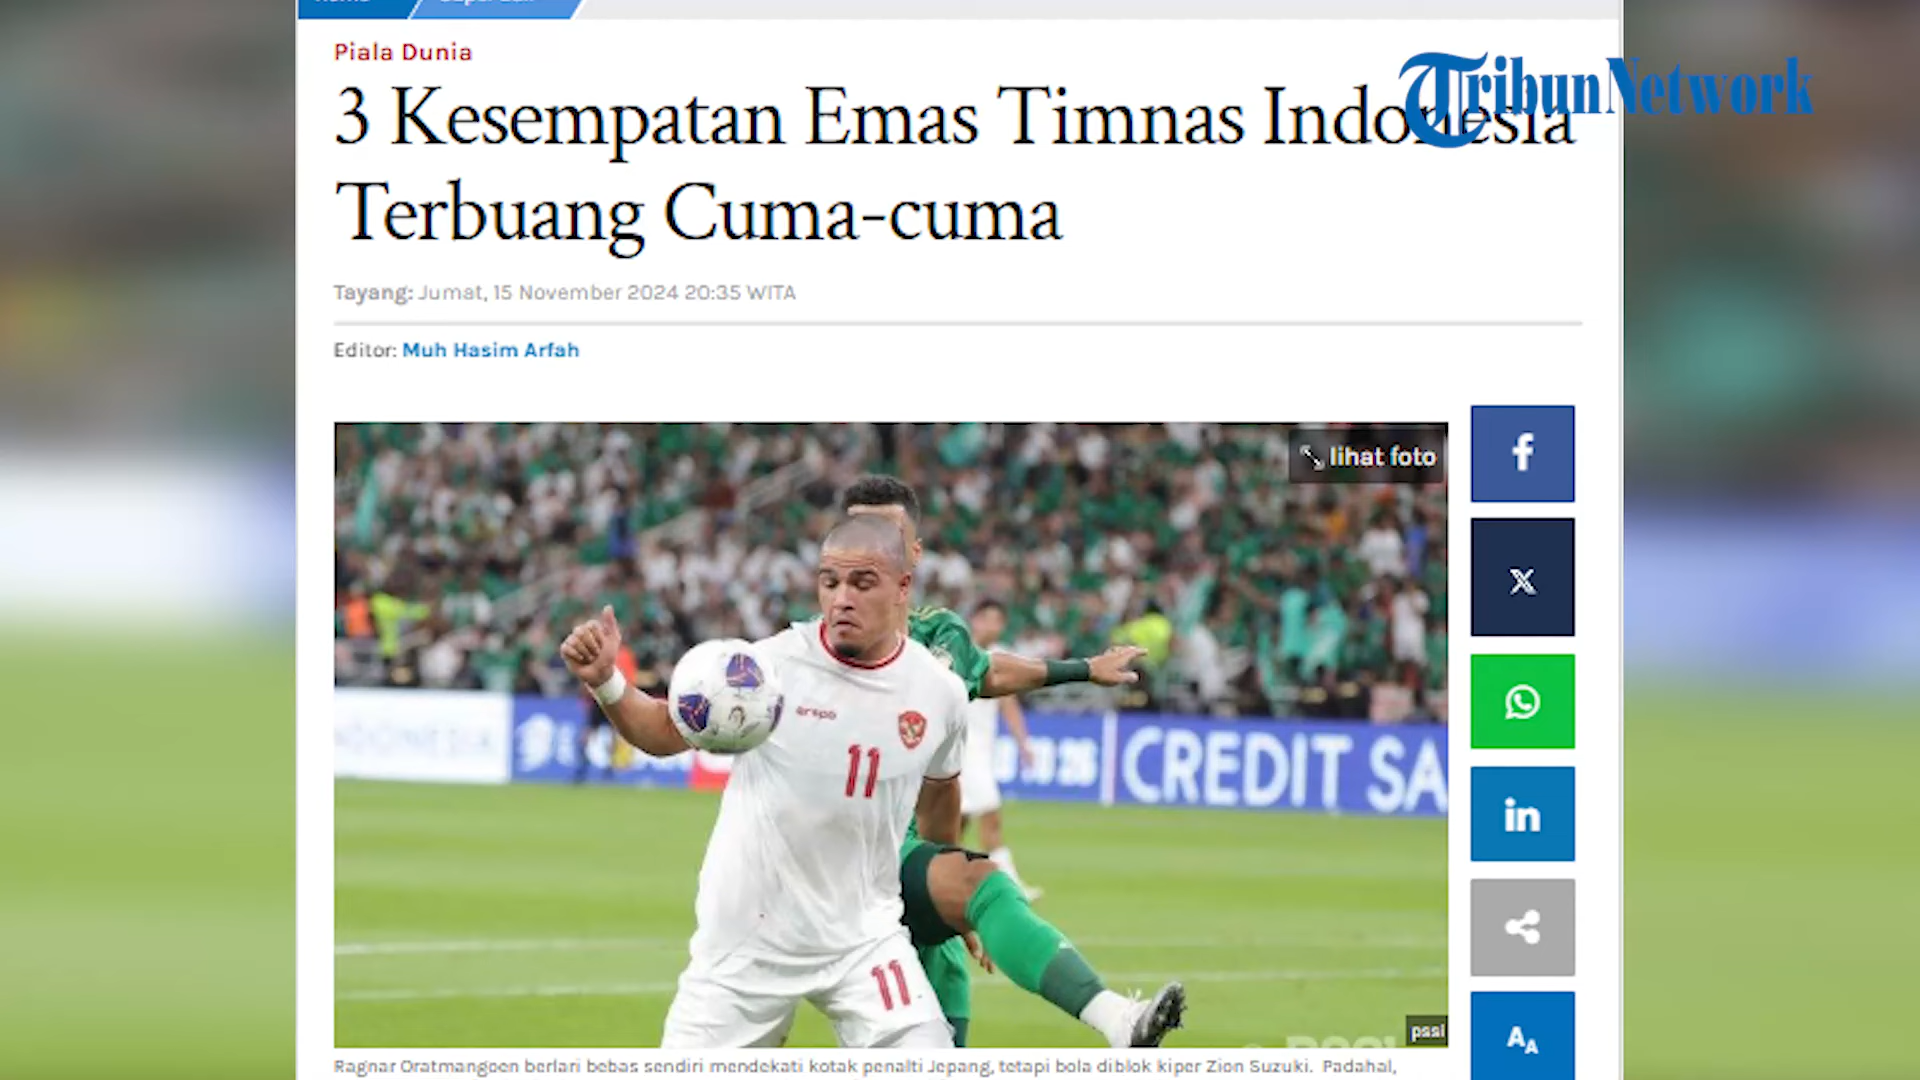 Piala Dunia
TribunNetwork
3 Kesempatan Emas Timnas Indonesia
Terbuang Cuma-cuma
Tayang: Jumat, 15 November 2024 20:35 WITA
Editor: Muh Hasim Arfah
lihat foto
erspo
11
CREDIT SA
11
pssi
Ragnar Oratmangoen berlari bebas sendiri mendekati kotak penalti Jepang, tetapi bola diblok kiper Zion Suzuki. Padahal,